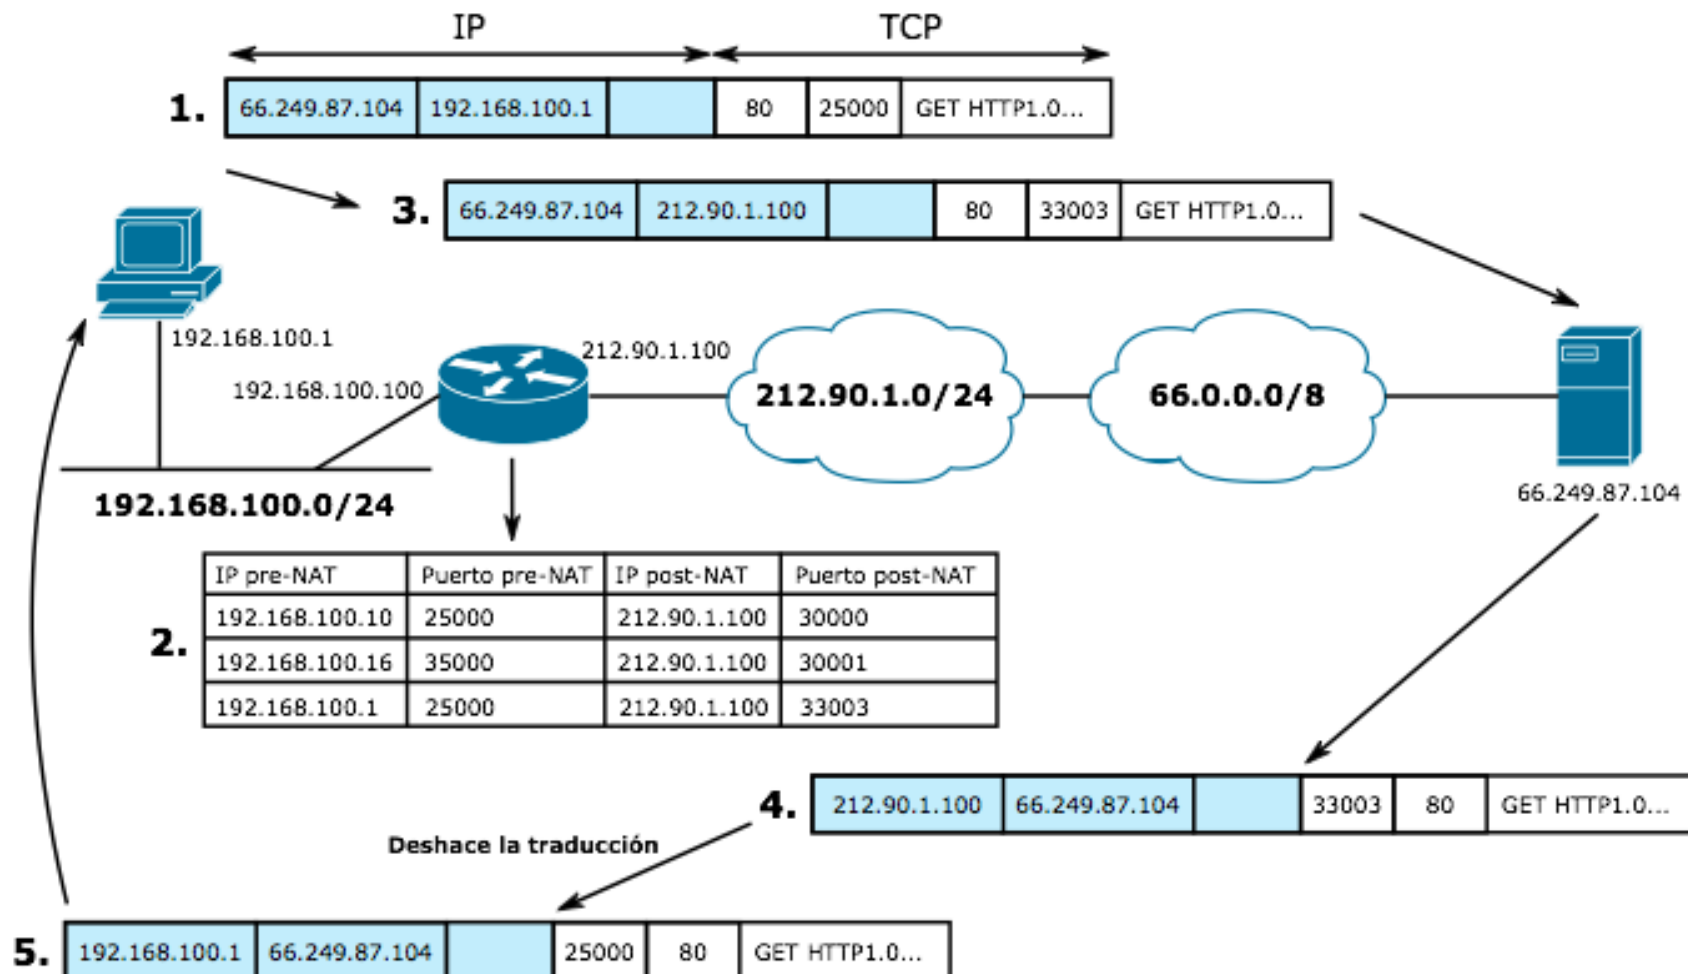 IP TCP
1. 66.249.87.104 192.168.100.1 80 25000 GET HTTP1.0...
3. 66.249.87.104 212.90.1.100 80 33003 GET HTTP1.0...
192.168.100.1
212.90.1.100
192.168.100.100
212.90.1.0/24 66.0.0.0/8
192.168.100.0/24
66.249.87.104
2.
IP pre-NAT Puerto pre-NAT IP post-NAT Puerto post-NAT
192.168.100.10 25000 212.90.1.100 30000
192.168.100.16 35000 212.90.1.100 30001
192.168.100.1 25000 212.90.1.100 33003
4. 212.90.1.100 66.249.87.104 33003 80 GET HTTP1.0...
Deshace la traducción
5. 192.168.100.1 66.249.87.104 25000 80 GET HTTP1.0...